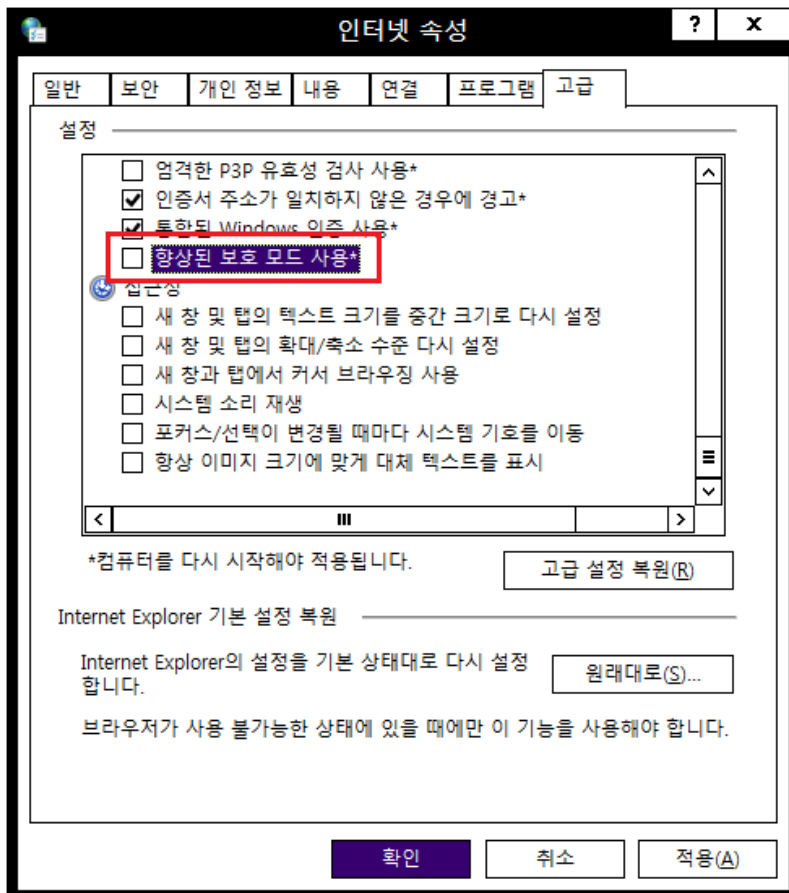 인터넷 속성
? x
일반 보안 개인 정보 내용 연결 프로그램 고급
설정
엄격한 P3P 유효성 검사 사용*
인증서 주소가 일치하지 않은 경우에 경고*
통합된 Windows 인증 사용*
향상된 보호 모드 사용*
접근성
새 창 및 탭의 텍스트 크기를 중간 크기로 다시 설정
새 창 및 탭의 확대/축소 수준 다시 설정
새 창과 탭에서 커서 브라우징 사용
시스템 소리 재생
포커스/선택이 변경될 때마다 시스템 기호를 이동
항상 이미지 크기에 맞게 대체 텍스트를 표시
*컴퓨터를 다시 시작해야 적용됩니다.
고급 설정 복원(R)
Internet Explorer 기본 설정 복원
Internet Explorer의 설정을 기본 상태대로 다시 설정
합니다.
원래대로(S)...
브라우저가 사용 불가능한 상태에 있을 때에만 이 기능을 사용해야 합니다.
확인 취소 적용(A)